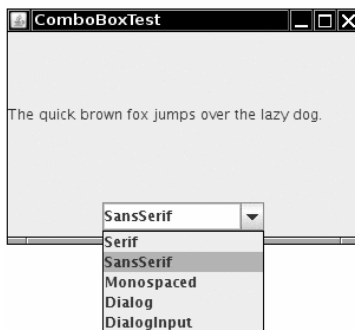 ComboBoxTest
The quick brown fox jumps over the lazy dog.
SansSerif
Serif
SansSerif
Monospaced
Dialog
DialogInput